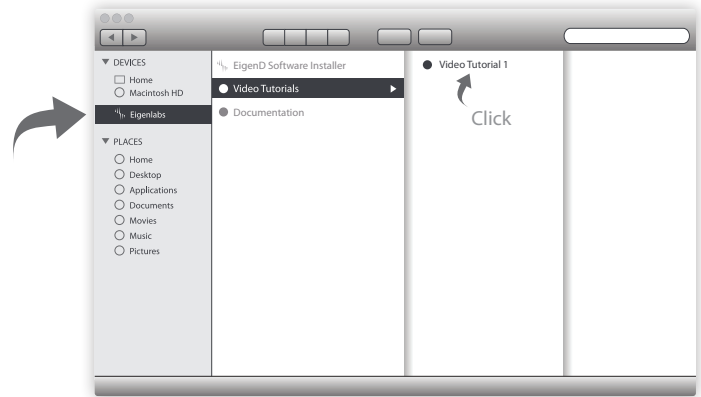 DEVICES
Home
Macintosh HD
Eigenlabs
PLACES
Home
Desktop
Applications
Documents
Movies
Music
Pictures
EigenD Software Installer
Video Tutorials
Documentation
Video Tutorial 1
Click